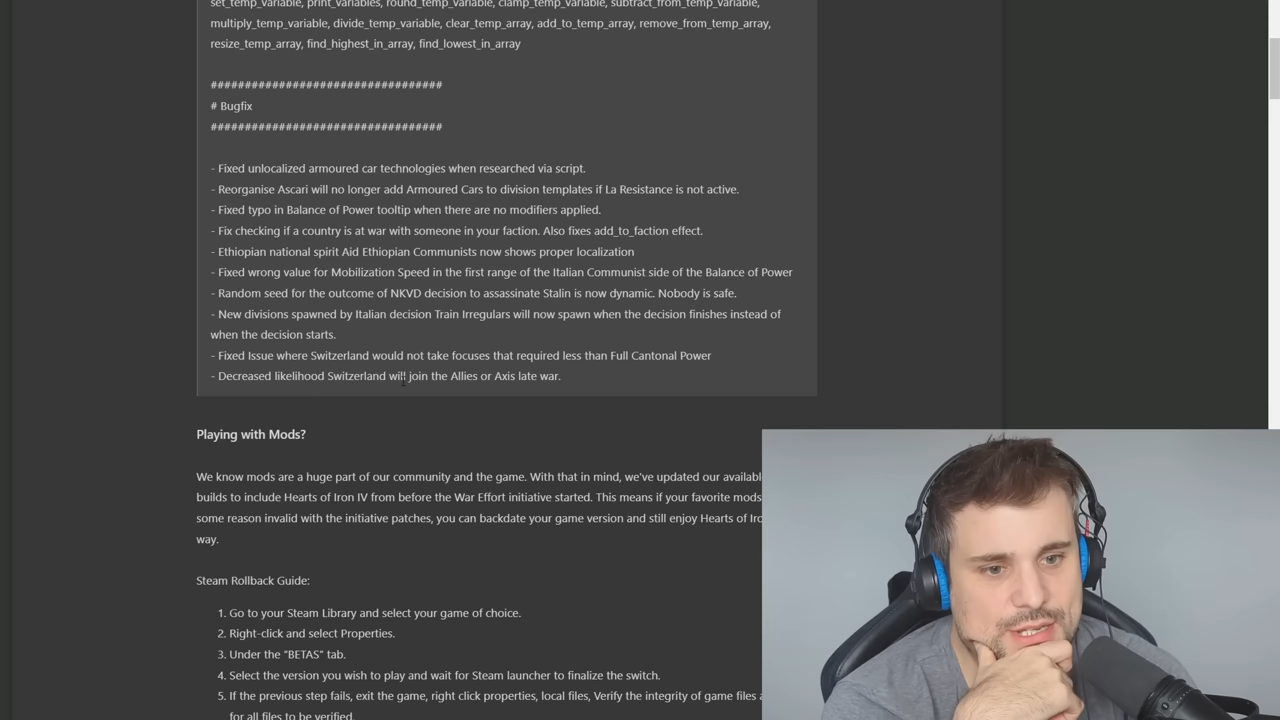 set_temp_variable, print_variables, round_temp_variable, clamp_temp_variable, subtract_from_temp_variable,
multiply_temp_variable, divide_temp_variable, clear_temp_array, add_to_temp_array, remove_from_temp_array,
resize_temp_array, find_highest_in_array, find_lowest_in_array
##################################
# Bugfix
##################################
- Fixed unlocalized armoured car technologies when researched via script.
- Reorganise Ascari will no longer add Armoured Cars to division templates if La Resistance is not active.
- Fixed typo in Balance of Power tooltip when there are no modifiers applied.
- Fix checking if a country is at war with someone in your faction. Also fixes add_to_faction effect.
- Ethiopian national spirit Aid Ethiopian Communists now shows proper localization
- Fixed wrong value for Mobilization Speed in the first range of the Italian Communist side of the Balance of Power
- Random seed for the outcome of NKVD decision to assassinate Stalin is now dynamic. Nobody is safe.
- New divisions spawned by Italian decision Train Irregulars will now spawn when the decision finishes instead of
when the decision starts.
- Fixed Issue where Switzerland would not take focuses that required less than Full Cantonal Power
- Decreased likelihood Switzerland will join the Allies or Axis late war.
Playing with Mods?
We know mods are a huge part of our community and the game. With that in mind, we've updated our availabl
builds to include Hearts of Iron IV from before the War Effort initiative started. This means if your favorite mods
some reason invalid with the initiative patches, you can backdate your game version and still enjoy Hearts of Iro
way.
Steam Rollback Guide:
1. Go to your Steam Library and select your game of choice.
2. Right-click and select Properties.
3. Under the "BETAS" tab.
4. Select the version you wish to play and wait for Steam launcher to finalize the switch.
5. If the previous step fails, exit the game, right click properties, local files, Verify the integrity of game files
for all files to be verified.